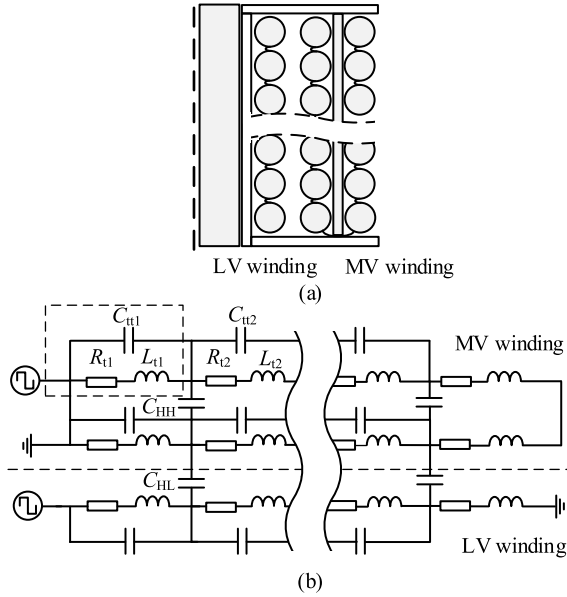 LV winding MV winding
(a)
Ctt1 Ctt2
Rt1 Lt1 Rt2 Lt2 MV winding
CHH
CHL
LV winding
(b)